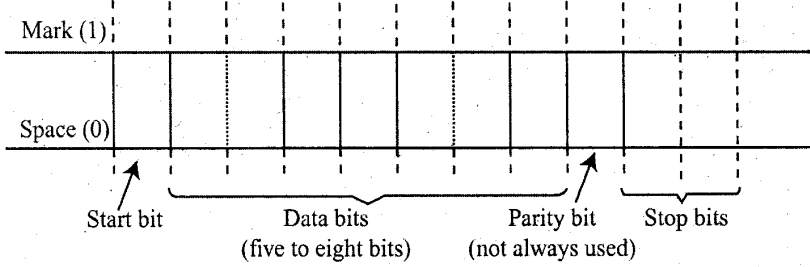 Mark (1)
Space (0)
Start bit
Data bits
(five to eight bits)
Parity bit
(not always used)
Stop bits